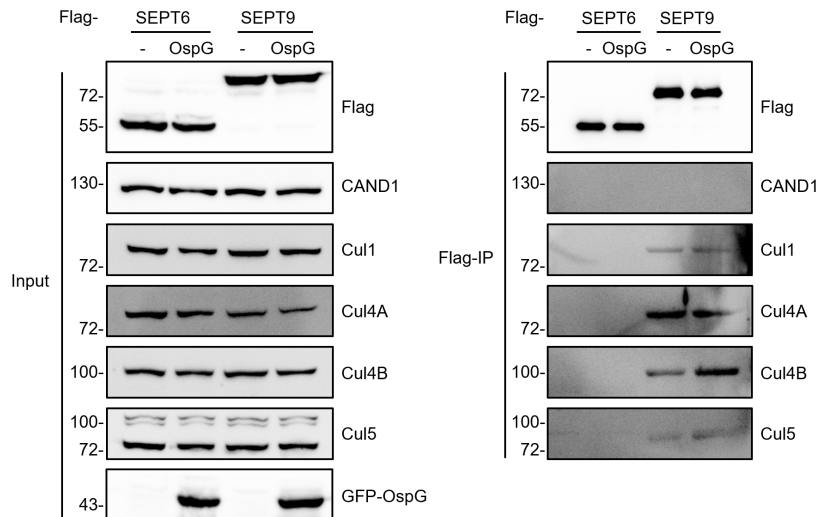 Flag- SEPT6 SEPT9
- OspG - OspG
Input
72-
55-
Flag
130-
CAND1
72-
Cul1
72-
Cul4A
100-
Cul4B
100-
72-
Cul5
43-
GFP-OspG
Flag- SEPT6 SEPT9
- OspG - OspG
Flag-IP
72-
55-
Flag
130-
CAND1
72-
Cul1
72-
Cul4A
100-
Cul4B
100-
72-
Cul5